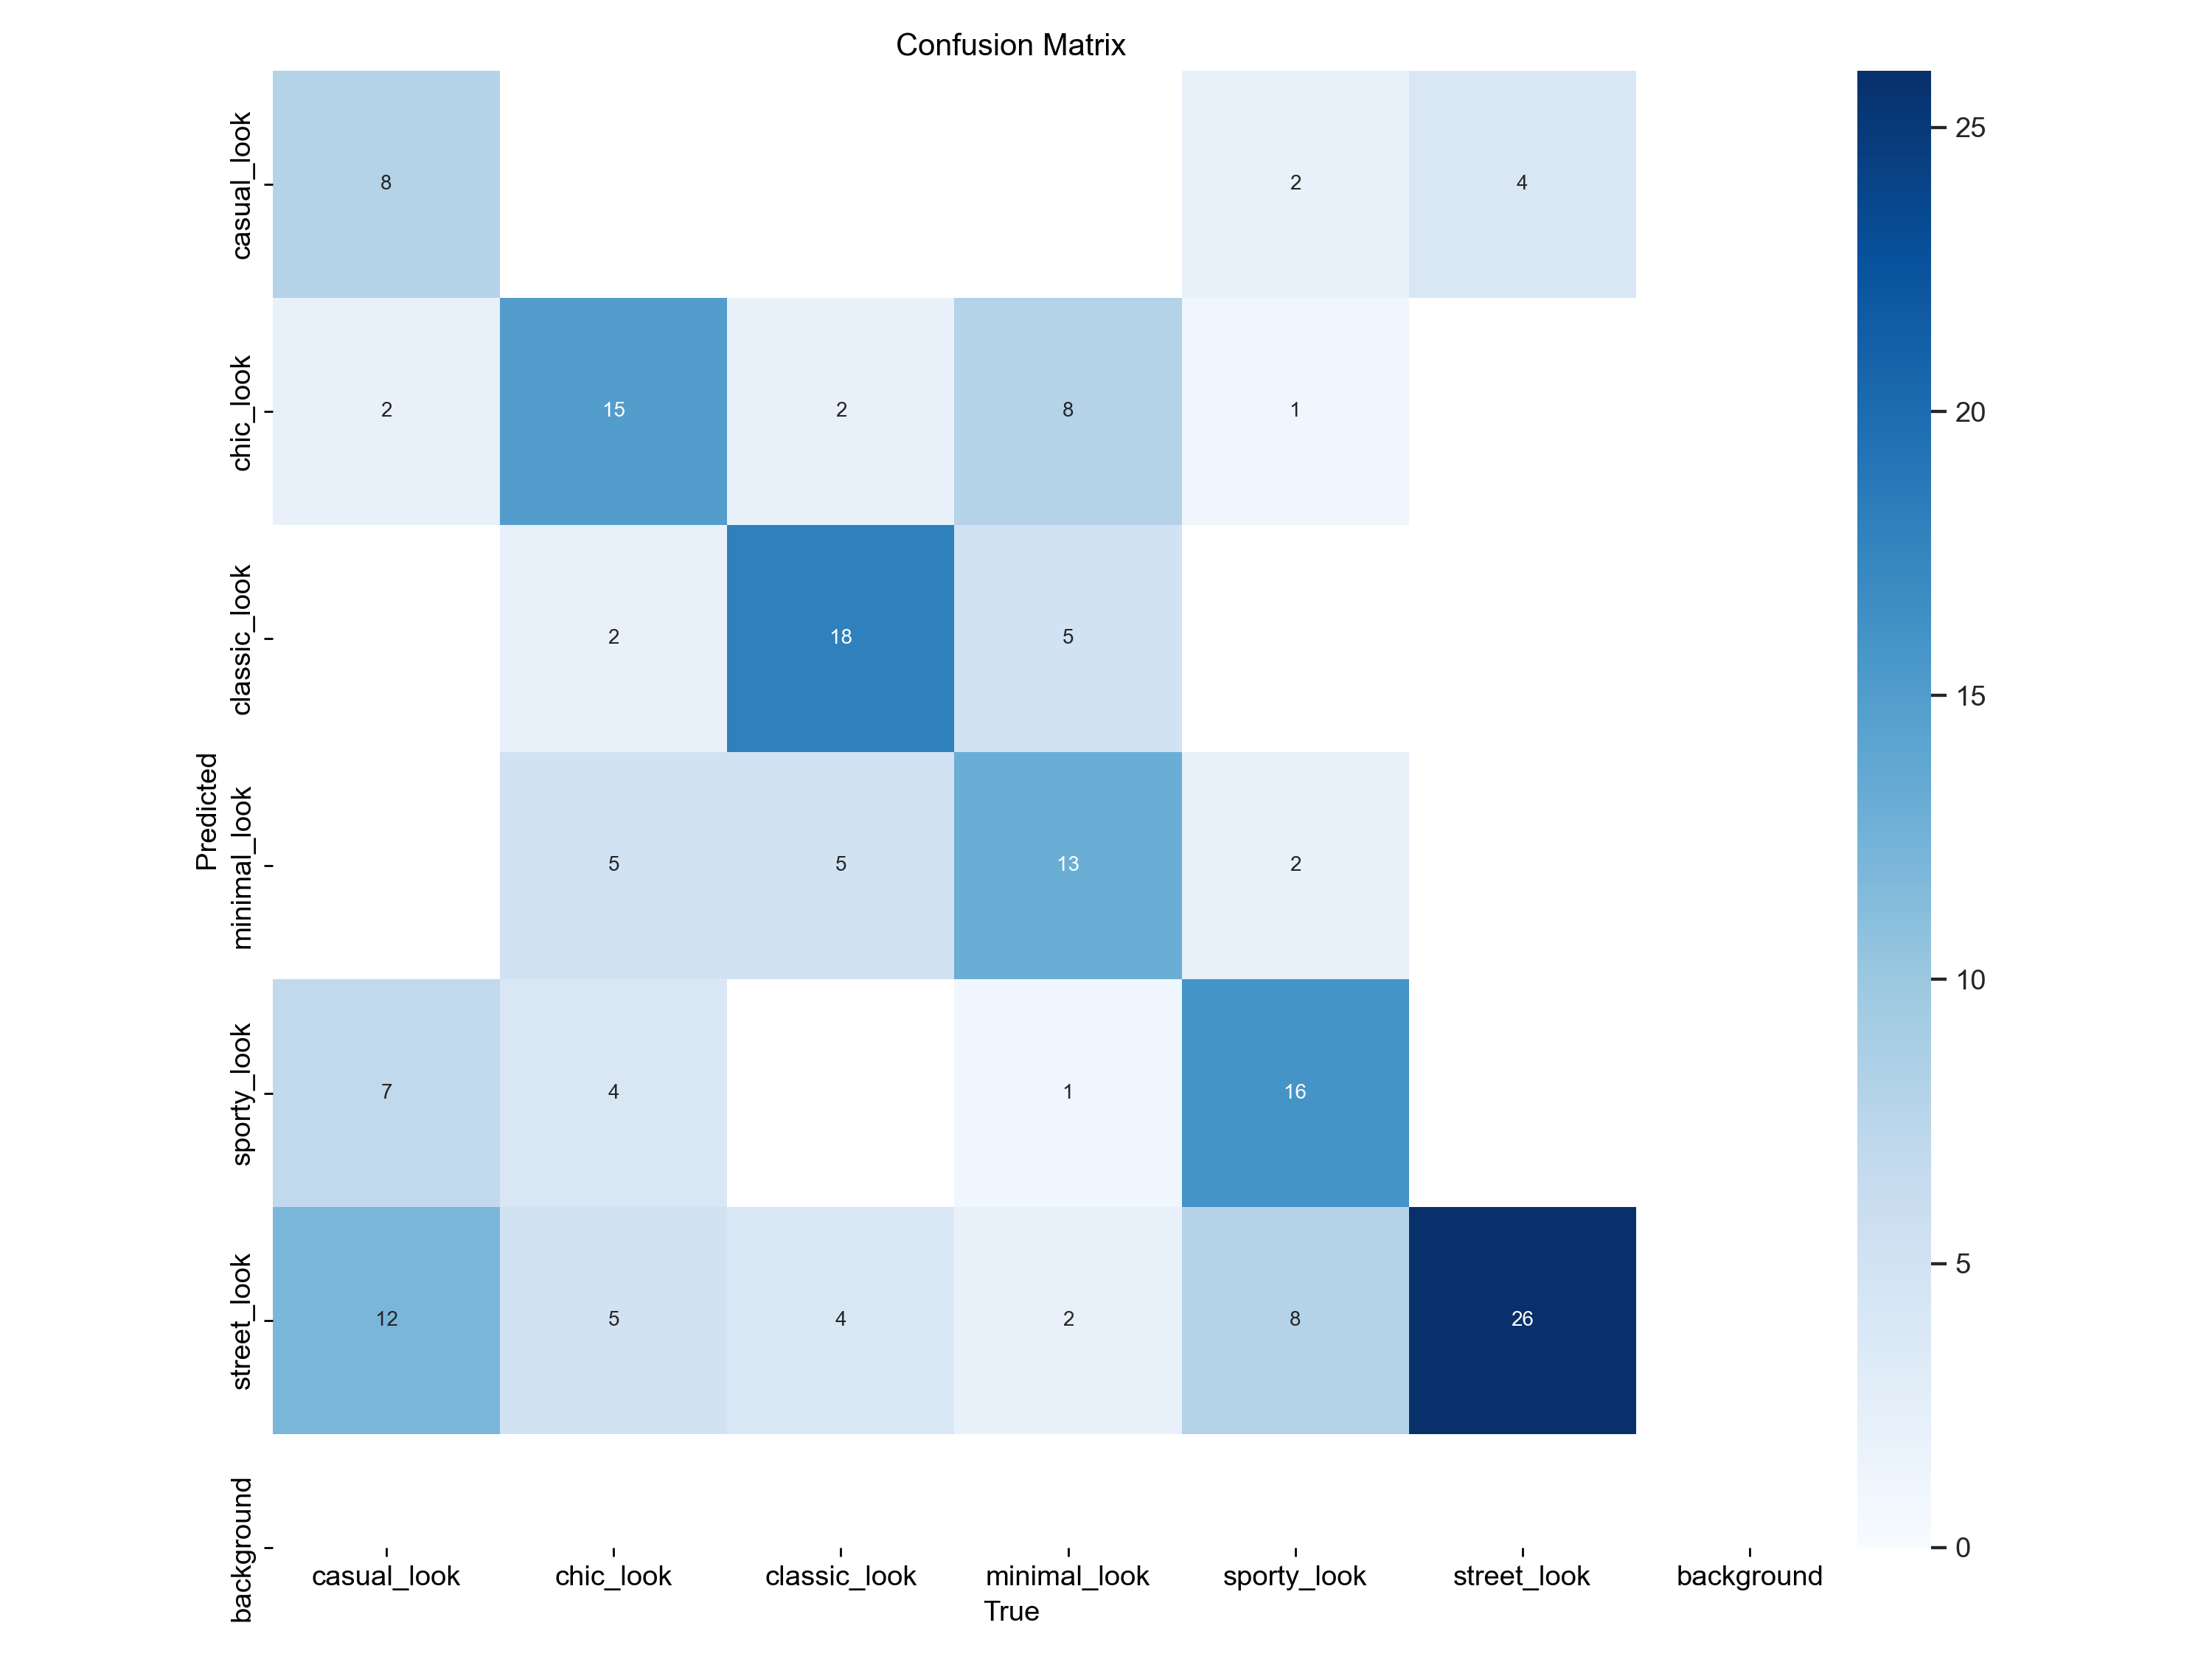 Confusion Matrix
casual_look
8
2
4
chic_look
2
15
2
8
1
classic_look
2
18
5
minimal_look
5
5
13
2
sporty_look
7
4
1
16
street_look
12
5
4
2
8
26
background
Predicted
casual_look
chic_look
classic_look
minimal_look
sporty_look
street_look
background
True
25
20
15
10
5
0